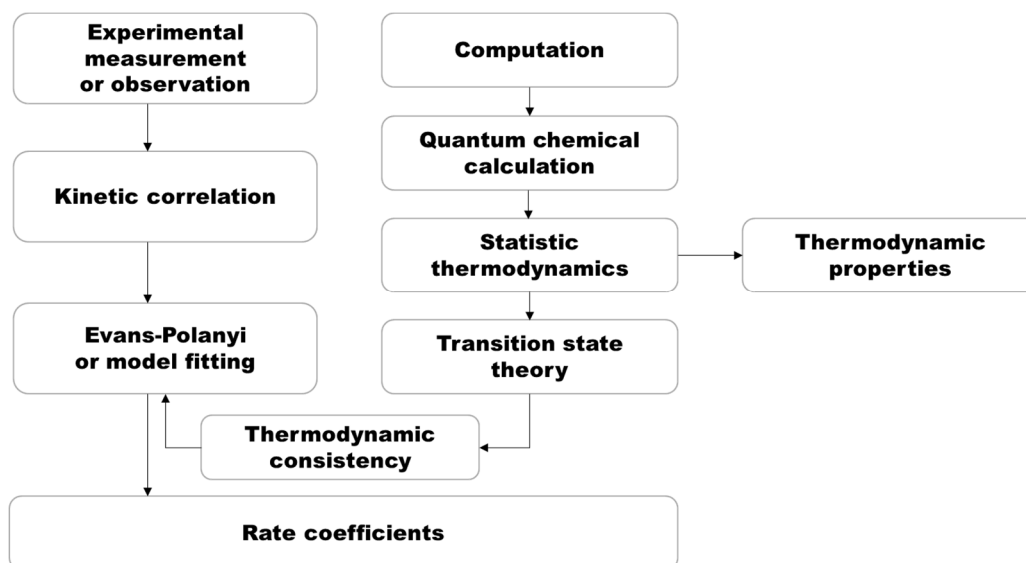 Experimental
measurement
or observation
Computation
Quantum chemical
calculation
Kinetic correlation
Statistic
thermodynamics
Thermodynamic
properties
Evans-Polanyi
or model fitting
Transition state
theory
Thermodynamic
consistency
Rate coefficients